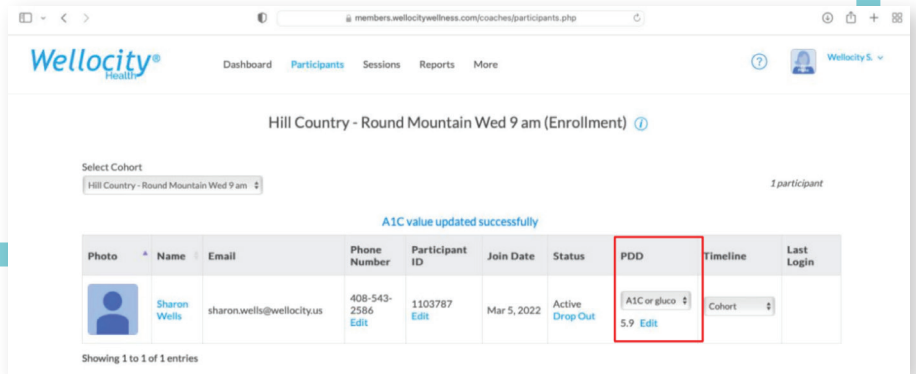 members.wellocitywellness.com/coaches/participants.php
Wellocity®
Health
Dashboard Participants Sessions Reports More
? Wellocity S.
Hill Country - Round Mountain Wed 9 am (Enrollment) i
Select Cohort
Hill Country - Round Mountain Wed 9 am
1 participant
A1C value updated successfully
Photo Name Email Phone Number Participant ID Join Date Status PDD Timeline Last Login
Sharon Wells sharon.wells@wellocity.us 408-543-2586 Edit 1103787 Edit Mar 5, 2022 Active Drop Out A1C or gluco 5.9 Edit Cohort
Showing 1 to 1 of 1 entries